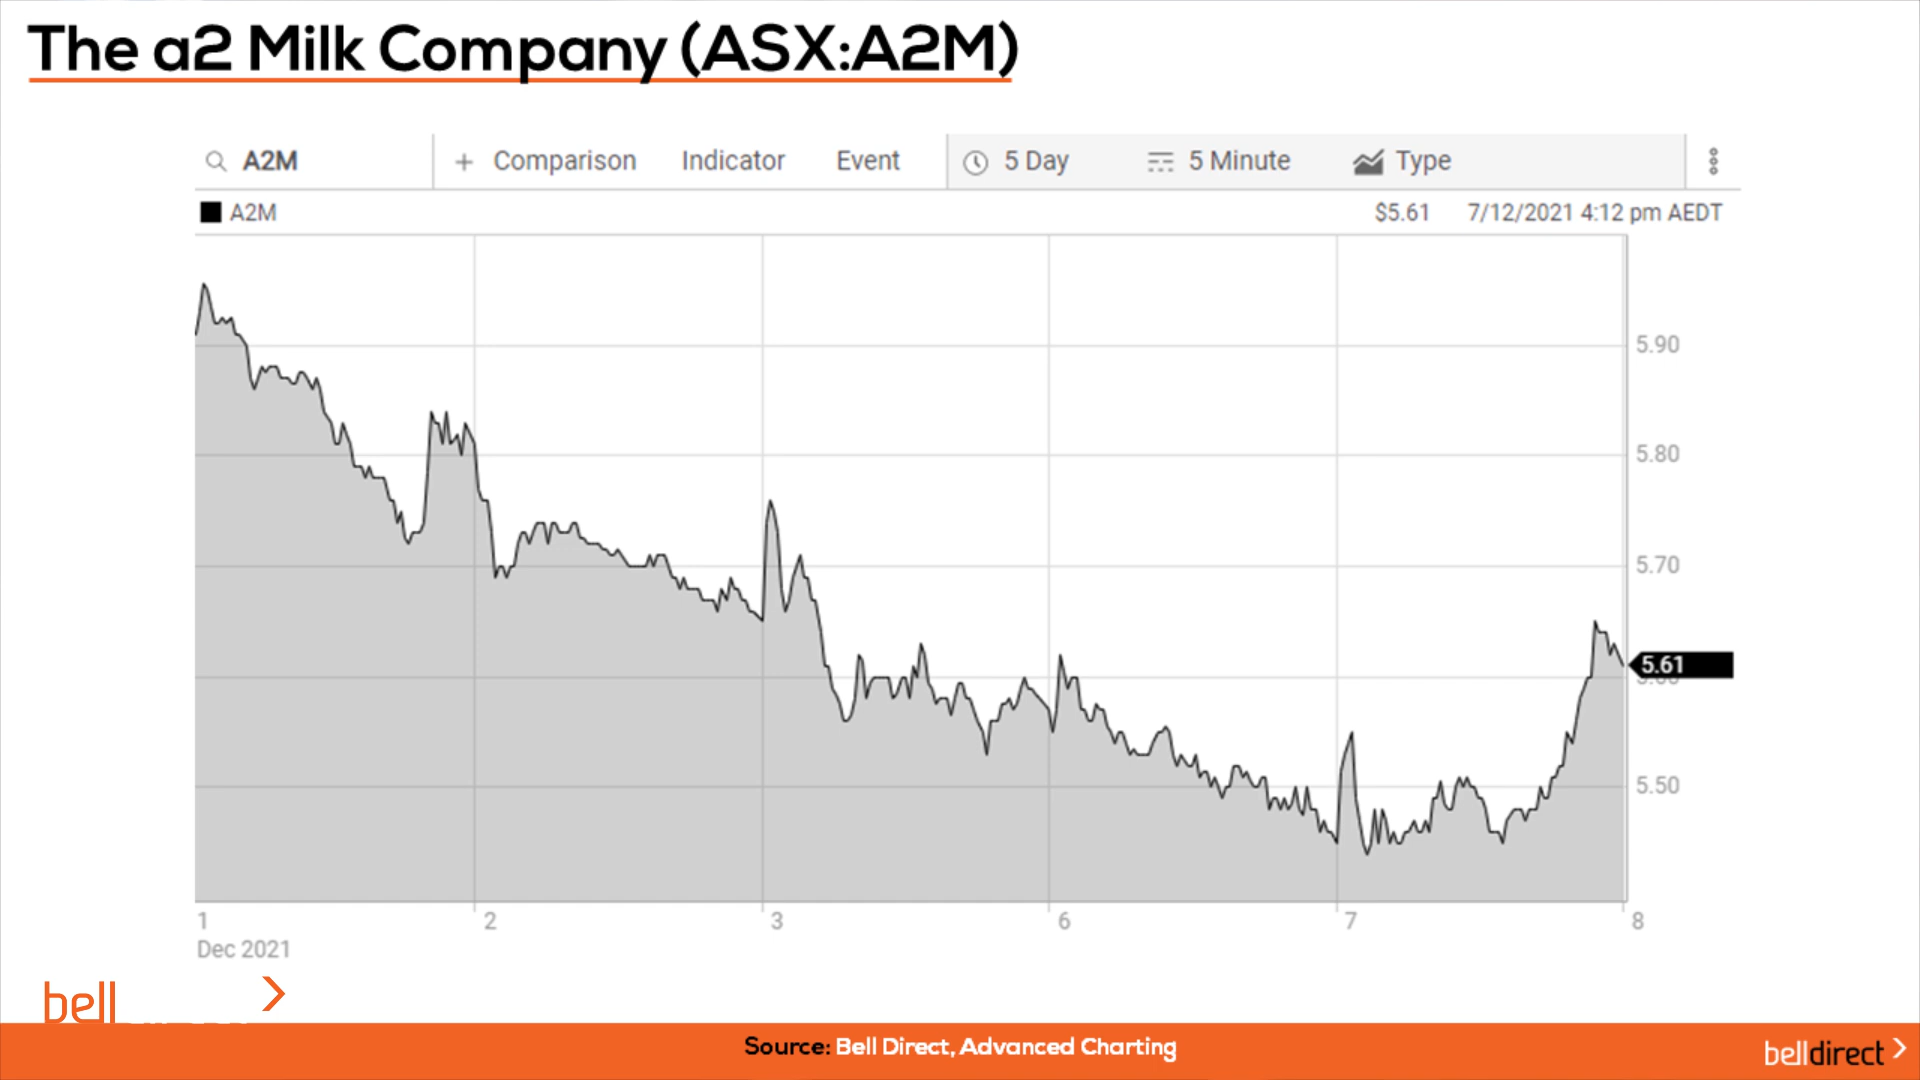 The a2 Milk Company (ASX:A2M)
A2M + Comparison Indicator Event 5 Day 5 Minute Type
A2M $5.61 7/12/2021 4:12 pm AEDT
5.90
5.80
5.70
5.61
5.50
1 2 3 6 7 8
Dec 2021
bell
Source: Bell Direct, Advanced Charting
belldirect